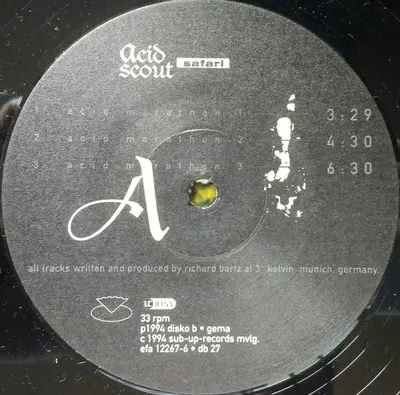 acid
scout safari
1. acid marathon 1 3:29
2. acid marathon 2 4:30
3. acid marathon 3 6:30
A
all tracks written and produced by richard bartz at 3° kelvin, munich, germany.
LC 8153
33 rpm
p1994 disko b • gema
c 1994 sub-up-records mvlg.
efa 12267-6 • db 27